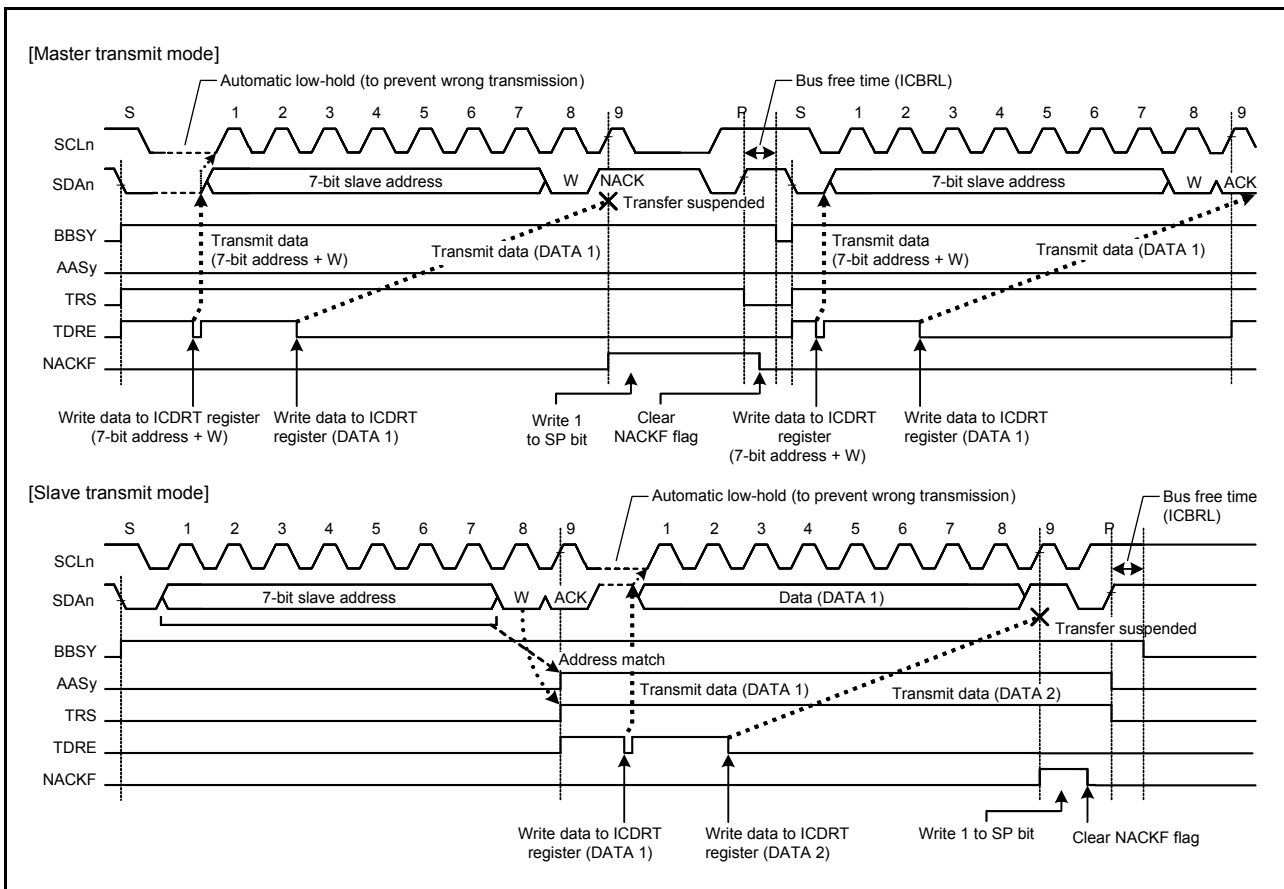 [Master transmit mode]
Automatic low-hold (to prevent wrong transmission)
Bus free time (ICBRL)
S 1 2 3 4 5 6 7 8 9 P S 1 2 3 4 5 6 7 8 9
SCLn
SDAn 7-bit slave address W NACK 7-bit slave address W ACK
Transfer suspended
BBSY
Transmit data
(7-bit address + W)
Transmit data (DATA 1)
Transmit data
(7-bit address + W)
Transmit data (DATA 1)
AASy
TRS
TDRE
NACKF
Write data to ICDRT register
(7-bit address + W)
Write data to ICDRT
register (DATA 1)
Write 1
to SP bit
Clear
NACKF flag
Write data to ICDRT
register
(7-bit address + W)
Write data to ICDRT
register (DATA 1)
[Slave transmit mode]
Automatic low-hold (to prevent wrong transmission)
Bus free time
(ICBRL)
S 1 2 3 4 5 6 7 8 9 1 2 3 4 5 6 7 8 9 P
SCLn
SDAn 7-bit slave address W ACK Data (DATA 1)
Transfer suspended
BBSY
Address match
AASy
Transmit data (DATA 1) Transmit data (DATA 2)
TRS
TDRE
NACKF
Write data to ICDRT
register (DATA 1)
Write data to ICDRT
register (DATA 2)
Write 1 to SP bit
Clear NACKF flag